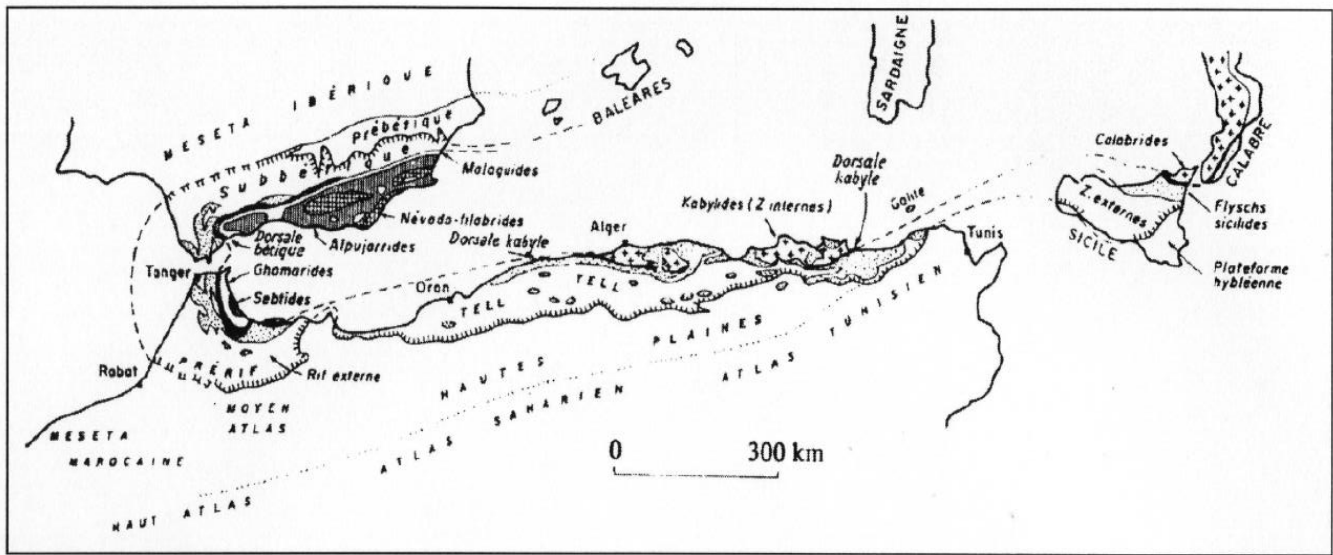 MESETA IBÉRIQUE
Prébétique
Subbétique
BALÉARES
SARDAIGNE
CALABRE
Calabrides
Malaguides
Névado-filabrides
Alpujarrides
Dorsale
bétique
Dorsale kabyle
Alger
Kabylides (Z internes)
Dorsale
kabyle
Galite
Tunis
Z. externes
SICILE
Flyschs
sicilides
Plateforme
hybléenne
Tanger
Ghomarides
Sebtides
Oran
TELL
TELL
PRÉRIF
Rif externe
Rabat
MOYEN
ATLAS
MESETA
MAROCAINE
HAUTES PLAINES
HAUT ATLAS
ATLAS SAHARIEN
ATLAS TUNISIEN
0 300 km